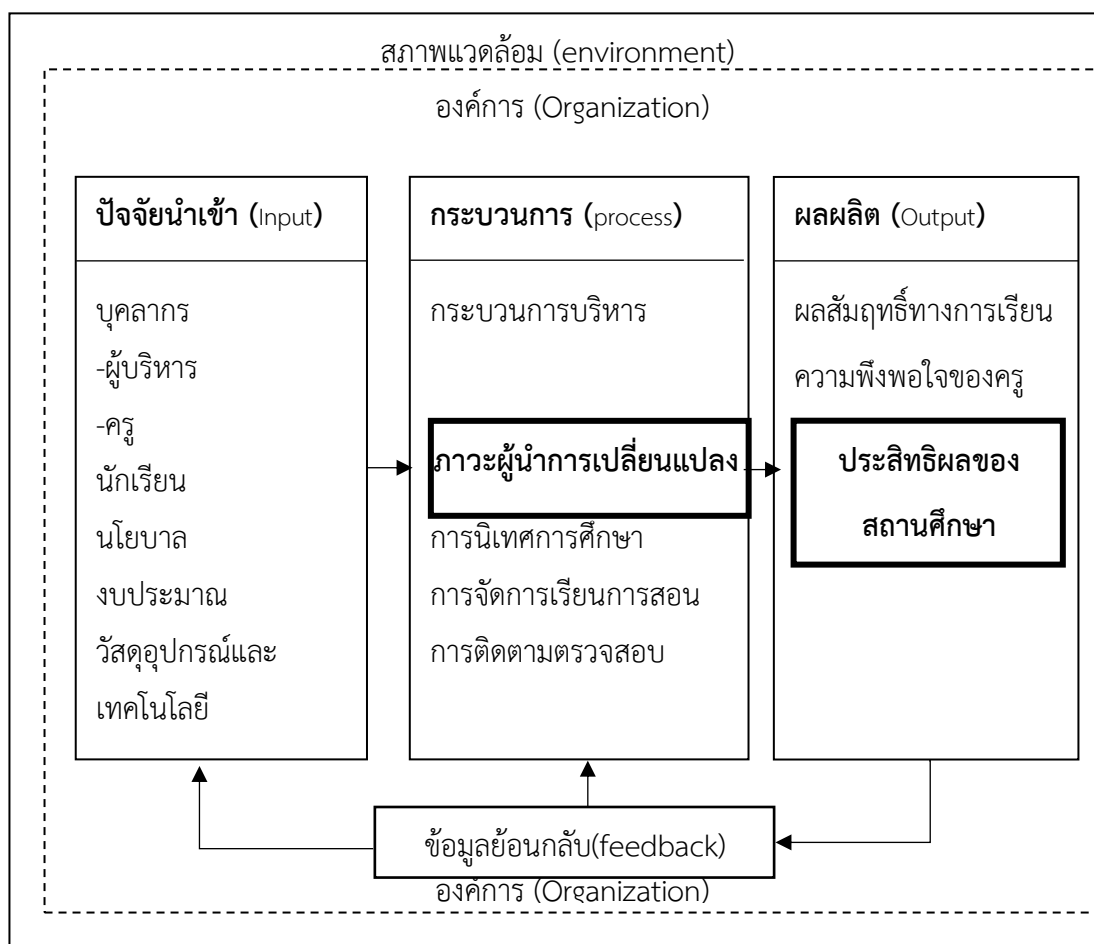 สภาพแวดล้อม (environment)
องค์การ (Organization)
ปัจจัยนำเข้า (Input)
บุคลากร
-ผู้บริหาร
-ครู
นักเรียน
นโยบาล
งบประมาณ
วัสดุอุปกรณ์และ
เทคโนโลยี
กระบวนการ (process)
กระบวนการบริหาร
ภาวะผู้นำการเปลี่ยนแปลง
การนิเทศการศึกษา
การจัดการเรียนการสอน
การติดตามตรวจสอบ
ผลผลิต (Output)
ผลสัมฤทธิ์ทางการเรียน
ความพึงพอใจของครู
ประสิทธิผลของ
สถานศึกษา
ข้อมูลย้อนกลับ(feedback)
องค์การ (Organization)